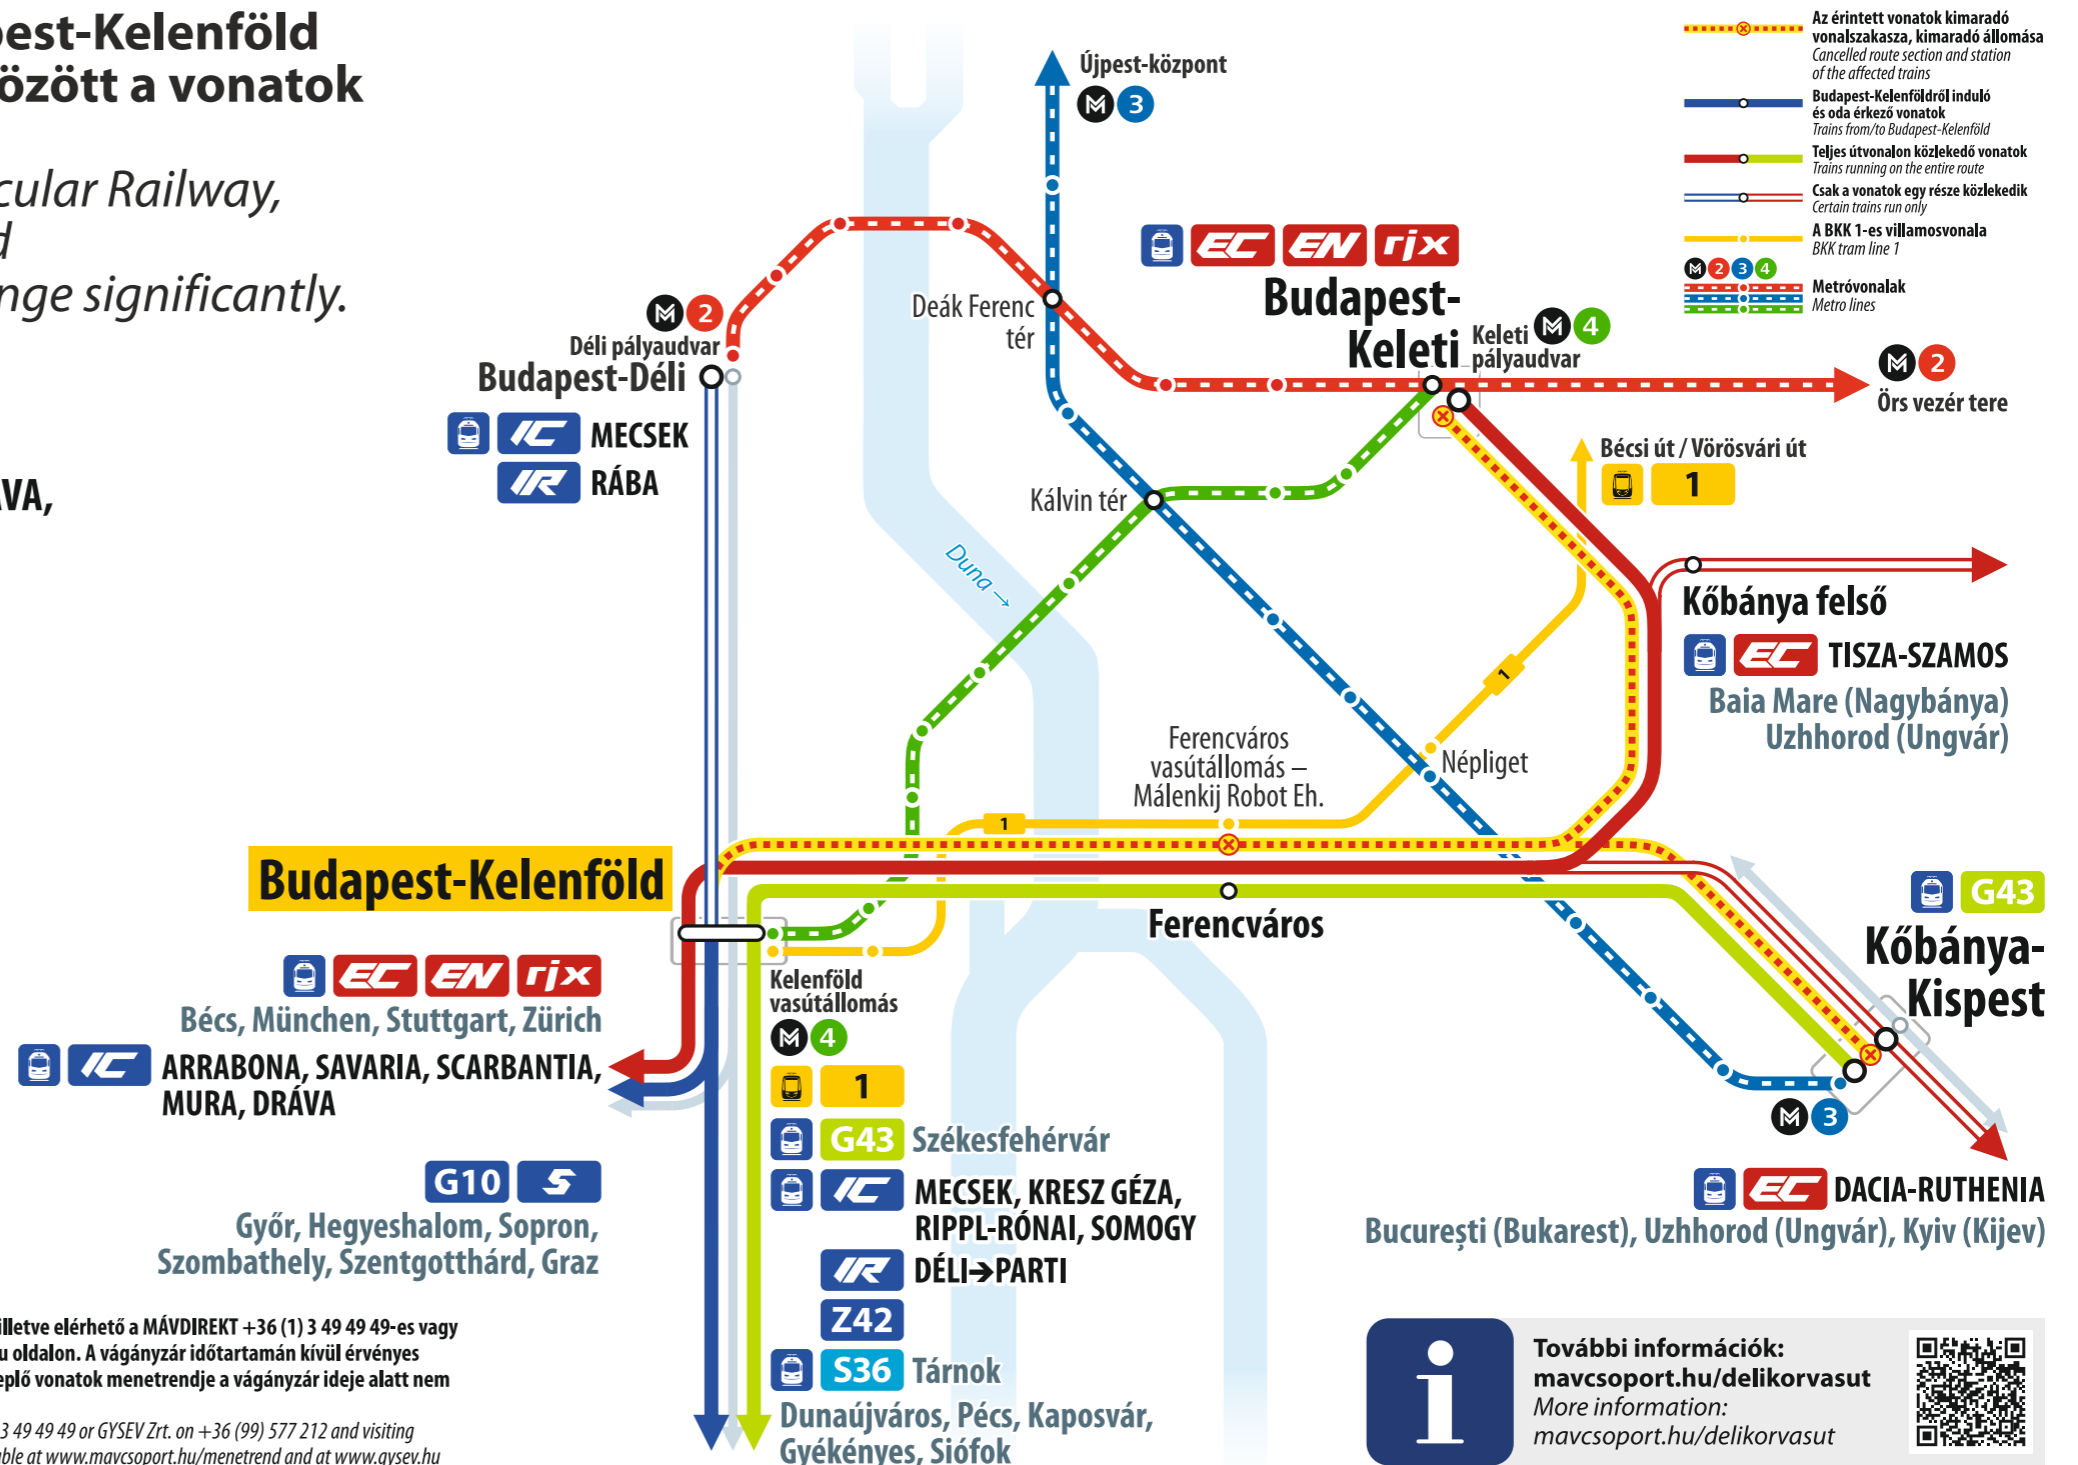 pest-Kelenföld
özött a vonatok
cular Railway,
d
nge significantly.
AVA,
Az érintett vonatok kimaradó
vonalszakasza, kimaradó állomása
Cancelled route section and station
of the affected trains
Budapest-Kelenföldről induló
és oda érkező vonatok
Trains from/to Budapest-Kelenföld
Teljes útvonalon közlekedő vonatok
Trains running on the entire route
Csak a vonatok egy része közlekedik
Certain trains run only
A BKK 1-es villamosvonala
BKK tram line 1
M 2 3 4
Metróvonalak
Metro lines
Újpest-központ
M 3
EC EN rjx
Budapest-
Keleti
Keleti
pályaudvar
M 4
Deák Ferenc
tér
M 2
Déli pályaudvar
Budapest-Déli
IC MECSEK
IR RÁBA
M 2
Örs vezér tere
Bécsi út / Vörösvári út
1
Kálvin tér
Duna →
Kőbánya felső
EC TISZA-SZAMOS
Baia Mare (Nagybánya)
Uzhhorod (Ungvár)
1
Ferencváros
vasútállomás –
Málenkij Robot Eh.
Népliget
1
Budapest-Kelenföld
Ferencváros
G43
Kőbánya-
Kispest
M 3
EC EN rjx
Bécs, München, Stuttgart, Zürich
IC ARRABONA, SAVARIA, SCARBANTIA,
MURA, DRÁVA
G10 S
Győr, Hegyeshalom, Sopron,
Szombathely, Szentgotthárd, Graz
Kelenföld
vasútállomás
M 4
1
G43 Székesfehérvár
IC MECSEK, KRESZ GÉZA,
RIPPL-RÓNAI, SOMOGY
IR DÉLI→PARTI
Z42
S36 Tárnok
Dunaújváros, Pécs, Kaposvár,
Gyékényes, Siófok
EC DACIA-RUTHENIA
București (Bukarest), Uzhhorod (Ungvár), Kyiv (Kijev)
illetve elérhető a MÁVDIREKT +36 (1) 3 49 49 49-es vagy
u oldalon. A vágányzár időtartamán kívül érvényes
eplő vonatok menetrendje a vágányzár ideje alatt nem
3 49 49 49 or GYSEV Zrt. on +36 (99) 577 212 and visiting
able at www.mavcsoport.hu/menetrend and at www.gysev.hu
i
További információk:
mavcsoport.hu/delikorvasut
More information:
mavcsoport.hu/delikorvasut